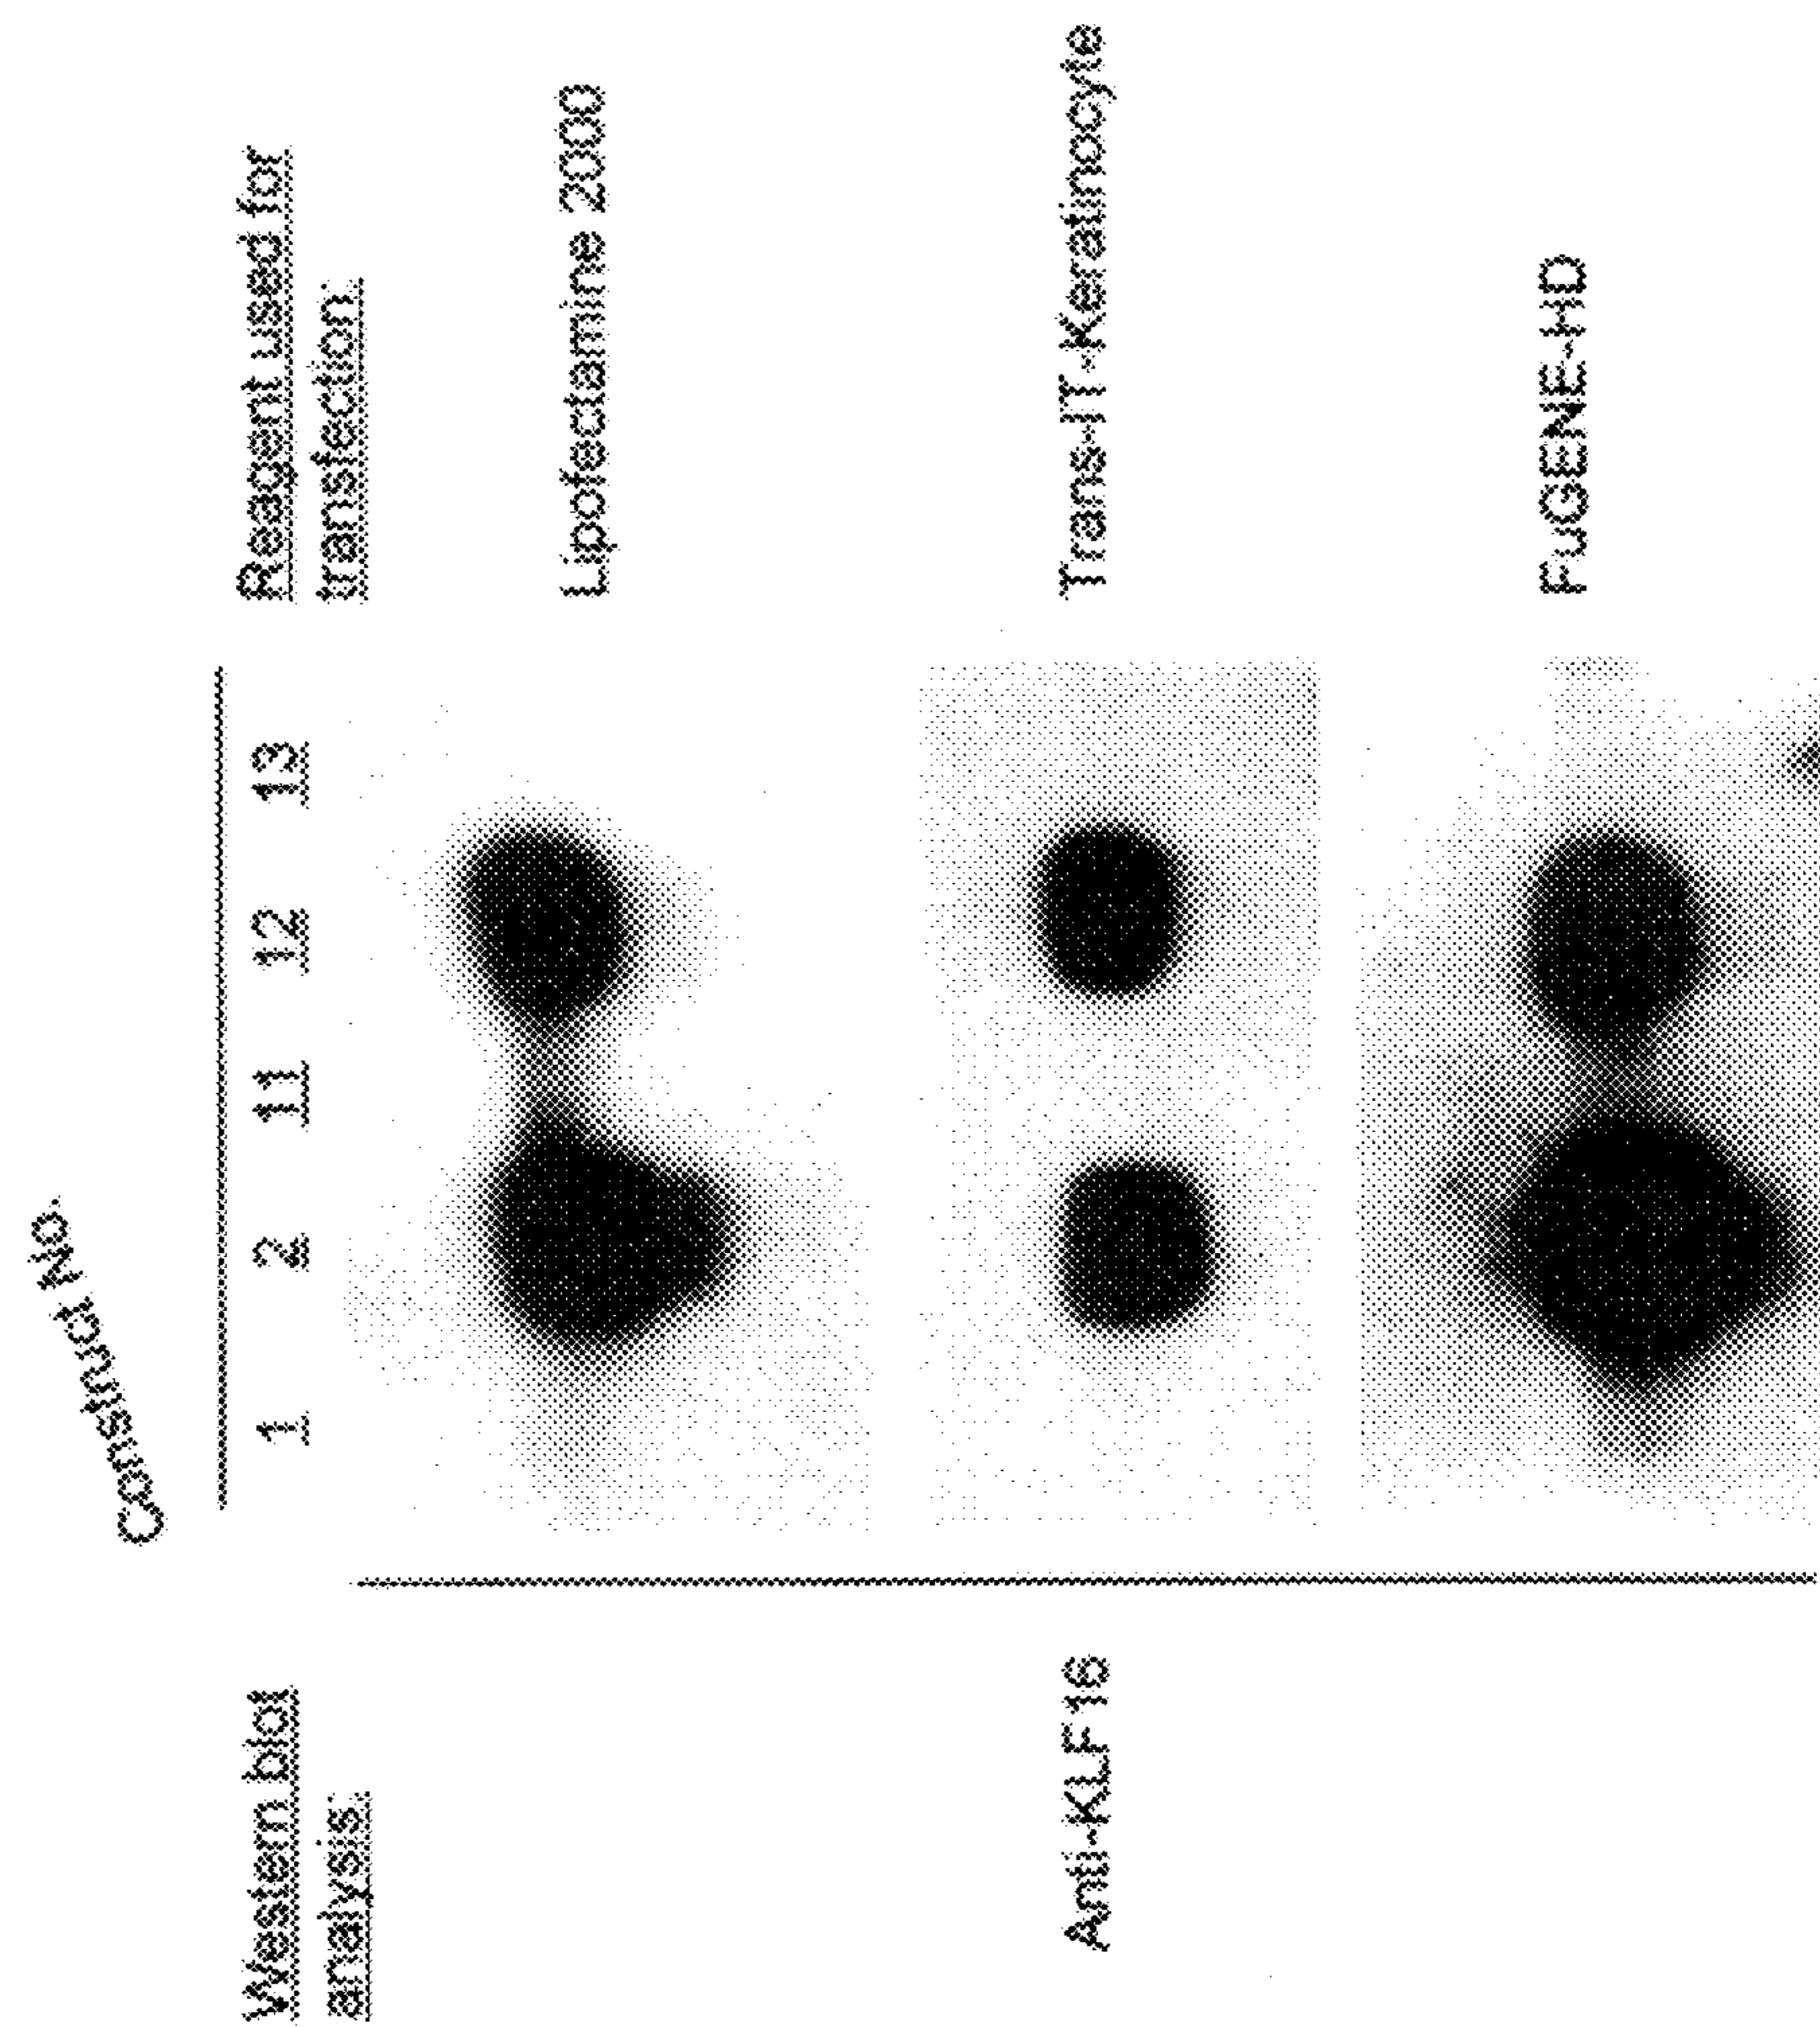 Construct No.
Western blot
analysis:
1 2 11 12 13
Reagent used for
transfection:
Lipofectamine 2000
Anti-KLF16
Trans-IT-Keratinocyte
FuGENE-HD